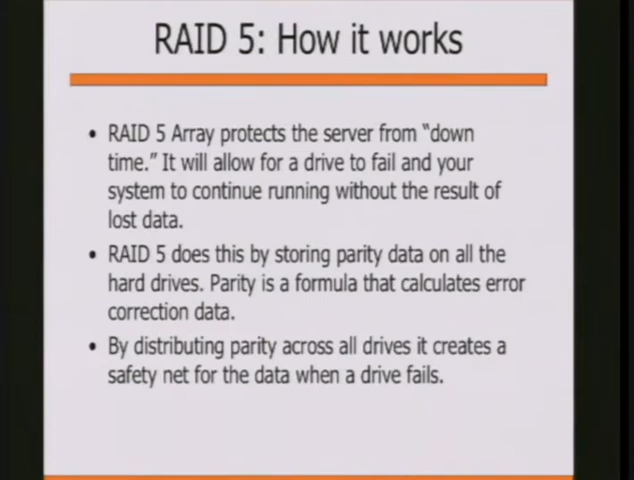 RAID 5: How it works
• RAID 5 Array protects the server from “down
time.” It will allow for a drive to fail and your
system to continue running without the result of
lost data.
• RAID 5 does this by storing parity data on all the
hard drives. Parity is a formula that calculates error
correction data.
• By distributing parity across all drives it creates a
safety net for the data when a drive fails.